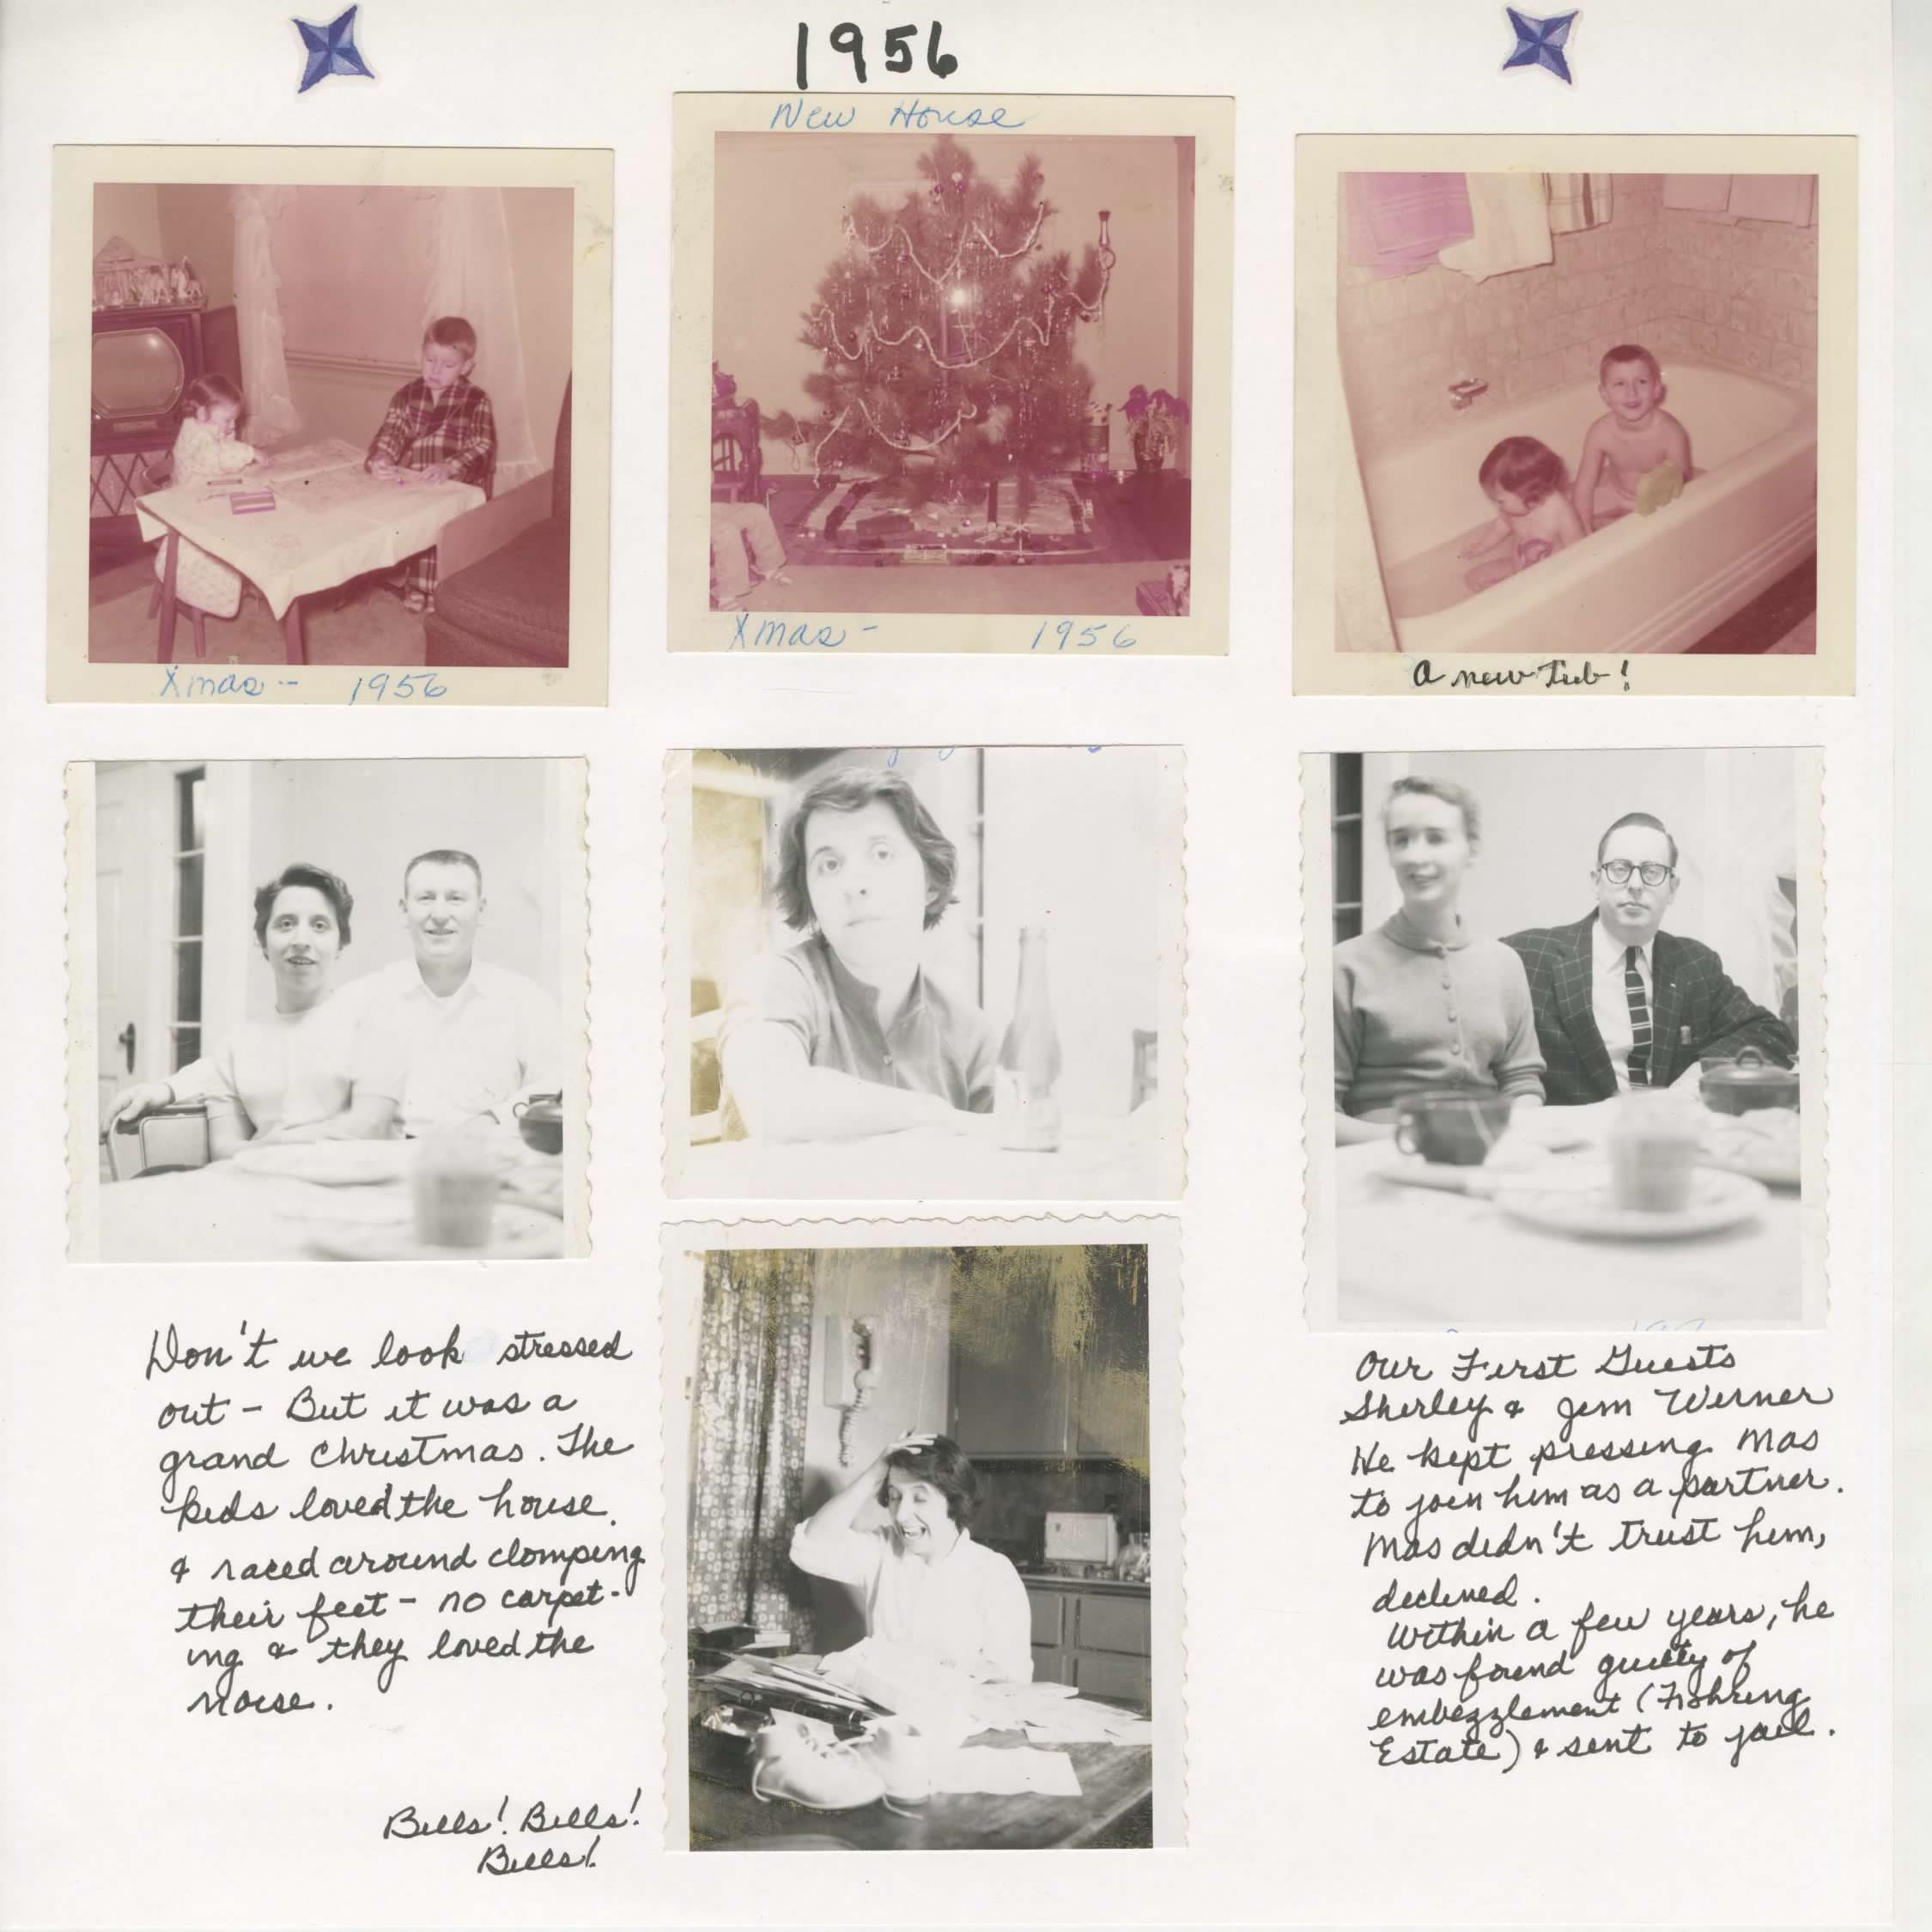 1956
New House
Xmas - 1956
Xmas - 1956
A new Tub!
Don't we look stressed
out - But it was a
grand Christmas. The
kids loved the house.
& raced around clomping
their feet - no carpet-
ing & they loved the
noise.
Bills! Bills!
Bills!
Our First Guests
Sherley & Jim Werner
He kept pressing Mas
to join him as a partner.
Mas didn't trust him,
declined.
Within a few years, he
was found guilty of
embezzlement (Fishring
Estate) & sent to jail.